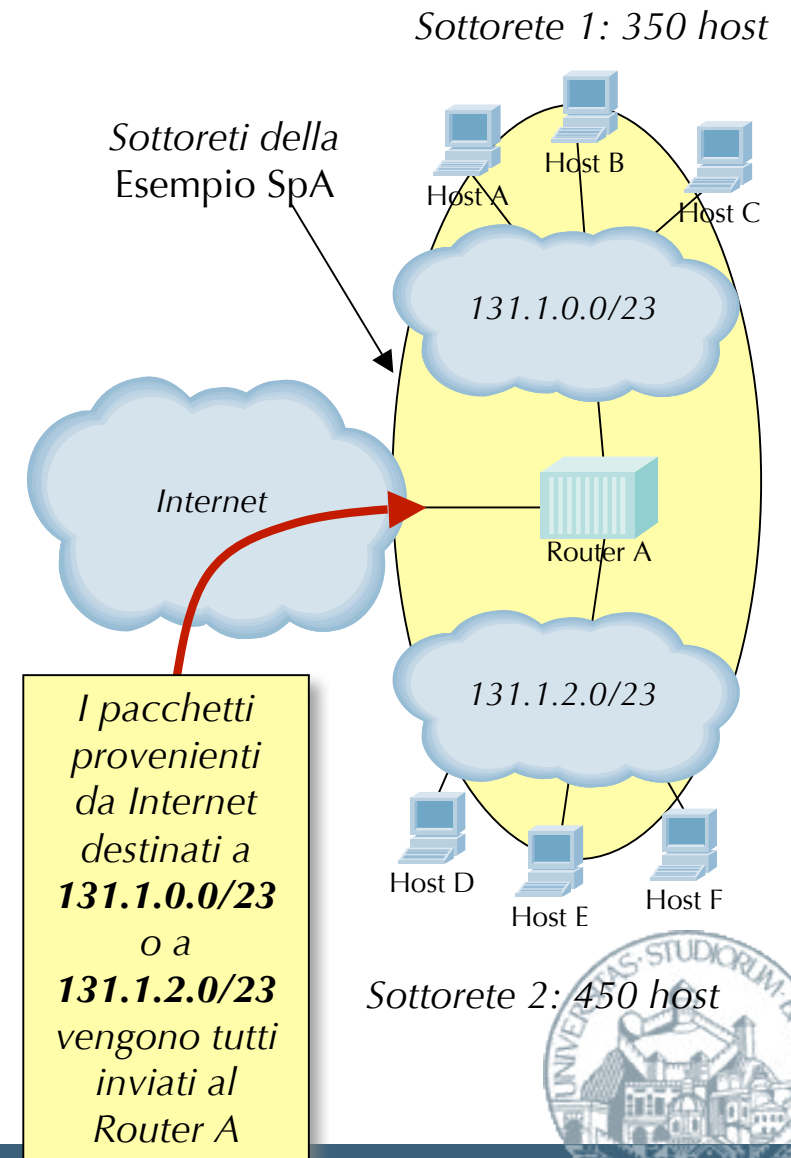 Sottorete 1: 350 host
Sottoreti della
Esempio SpA
Host A
Host B
Host C
131.1.0.0/23
Internet
Router A
131.1.2.0/23
I pacchetti
provenienti
da Internet
destinati a
131.1.0.0/23
o a
131.1.2.0/23
vengono tutti
inviati al
Router A
Host D
Host E
Host F
Sottorete 2: 450 host
STUDIORUM